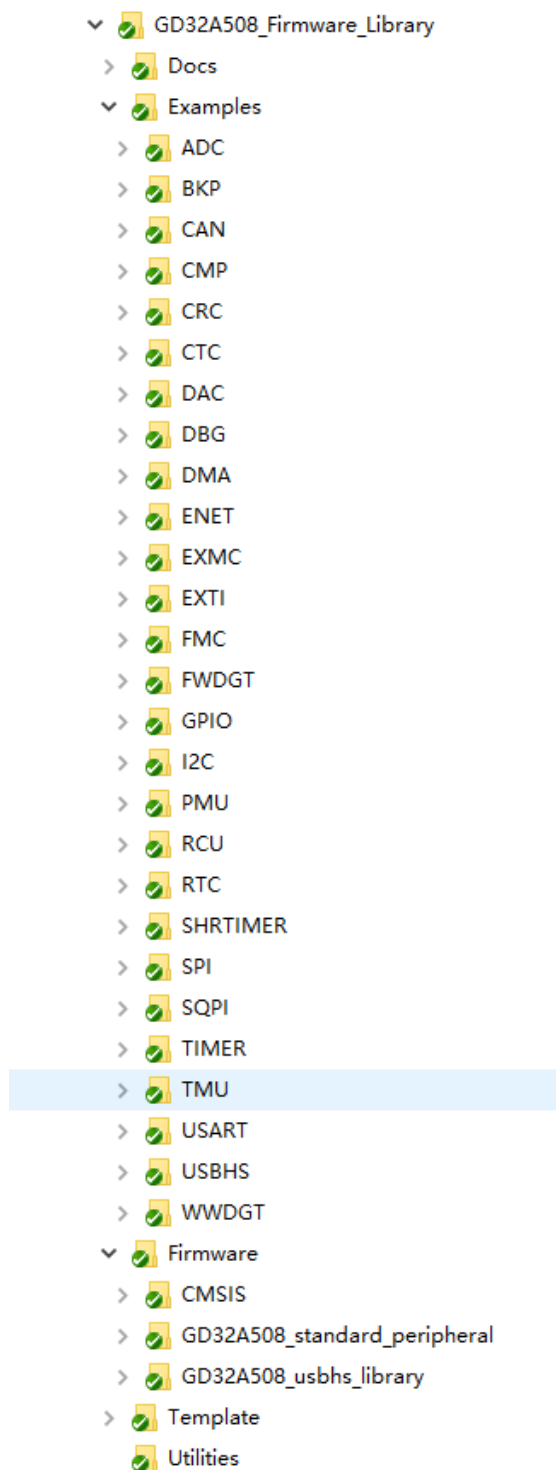 GD32A508_Firmware_Library
Docs
Examples
ADC
BKP
CAN
CMP
CRC
CTC
DAC
DBG
DMA
ENET
EXMC
EXTI
FMC
FWDGT
GPIO
I2C
PMU
RCU
RTC
SHRTIMER
SPI
SQPI
TIMER
TMU
USART
USBHS
WWDGT
Firmware
CMSIS
GD32A508_standard_peripheral
GD32A508_usbhs_library
Template
Utilities